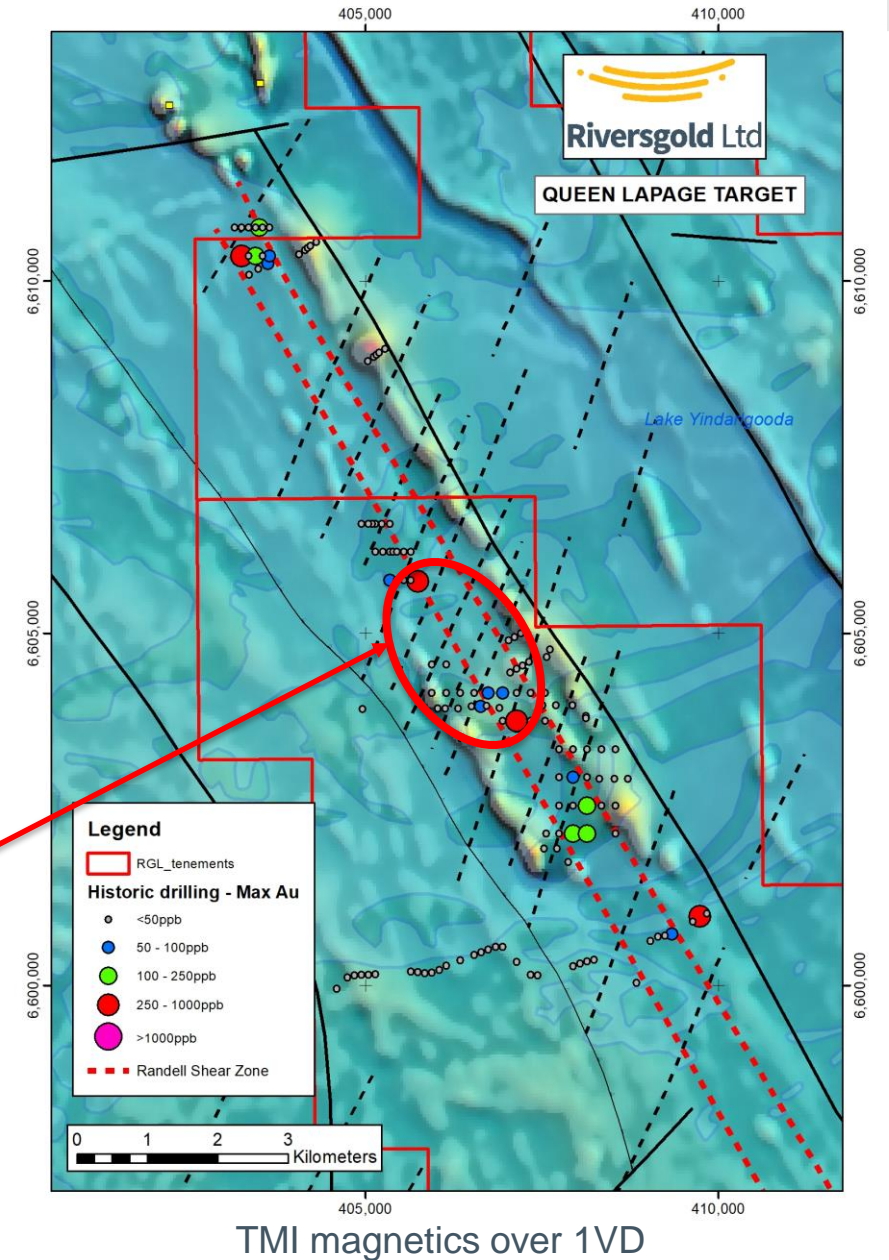 405,000 410,000
Riversgold Ltd
QUEEN LAPAGE TARGET
6,610,000 6,610,000
Lake Yindarlgooda
6,605,000 6,605,000
Legend
RGL_tenements
Historic drilling - Max Au
<50ppb
50 - 100ppb
100 - 250ppb
250 - 1000ppb
>1000ppb
Randell Shear Zone
6,600,000 6,600,000
0 1 2 3
Kilometers
405,000 410,000
TMI magnetics over 1VD